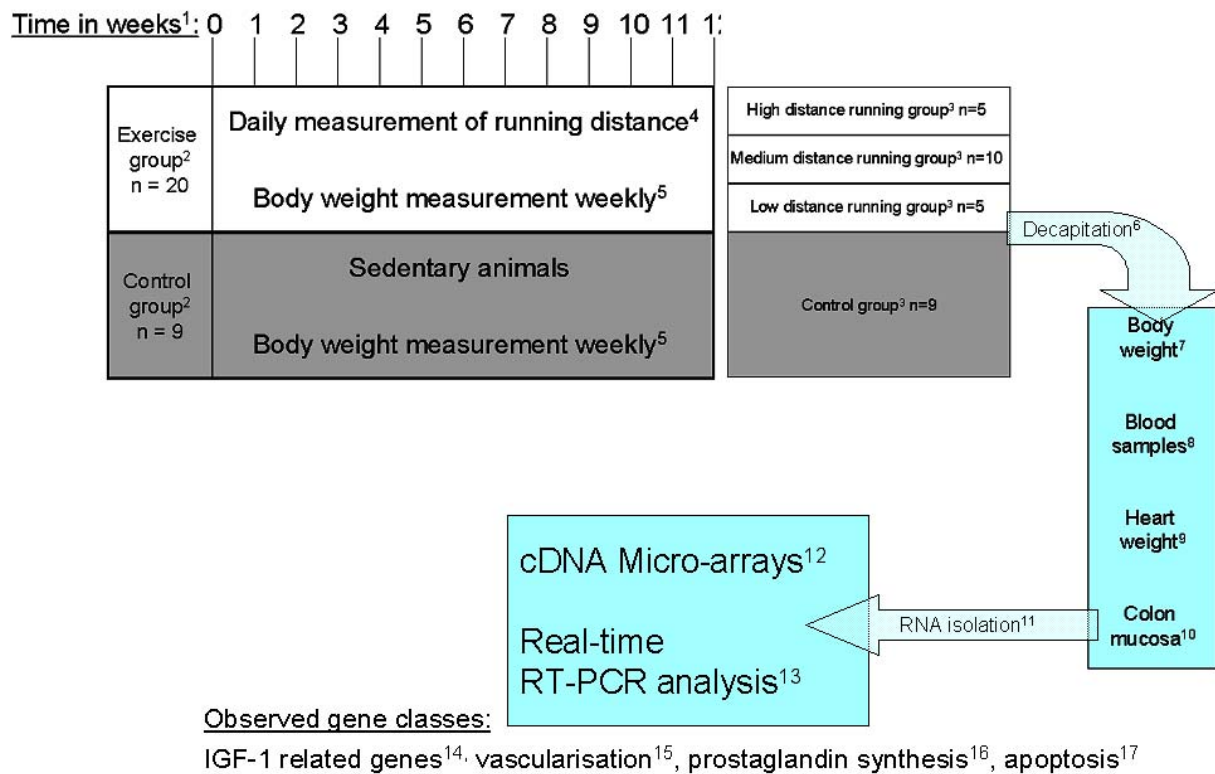 Time in weeks¹: 0 1 2 3 4 5 6 7 8 9 10 11 12
Exercise
group²
n = 20
Daily measurement of running distance⁴
Body weight measurement weekly⁵
High distance running group³ n=5
Medium distance running group³ n=10
Low distance running group³ n=5
Decapitation⁶
Control
group²
n = 9
Sedentary animals
Body weight measurement weekly⁵
Control group³ n=9
Body
weight⁷
Blood
samples⁸
Heart
weight⁹
Colon
mucosa¹⁰
RNA isolation¹¹
cDNA Micro-arrays¹²
Real-time
RT-PCR analysis¹³
Observed gene classes:
IGF-1 related genes¹⁴, vascularisation¹⁵, prostaglandin synthesis¹⁶, apoptosis¹⁷